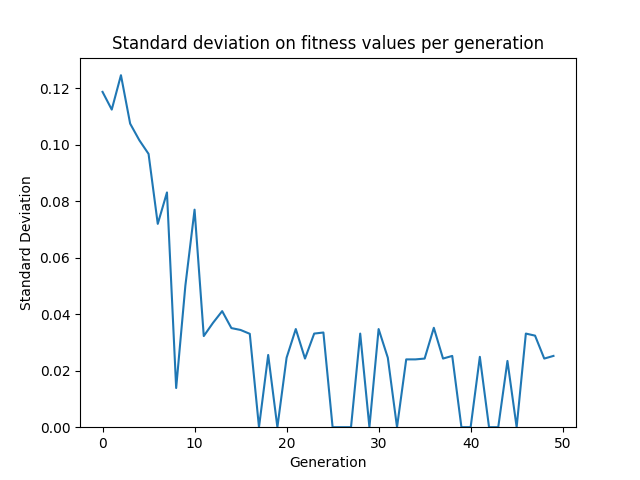 Standard deviation on fitness values per generation
Standard Deviation
0.12
0.10
0.08
0.06
0.04
0.02
0.00
0 10 20 30 40 50
Generation